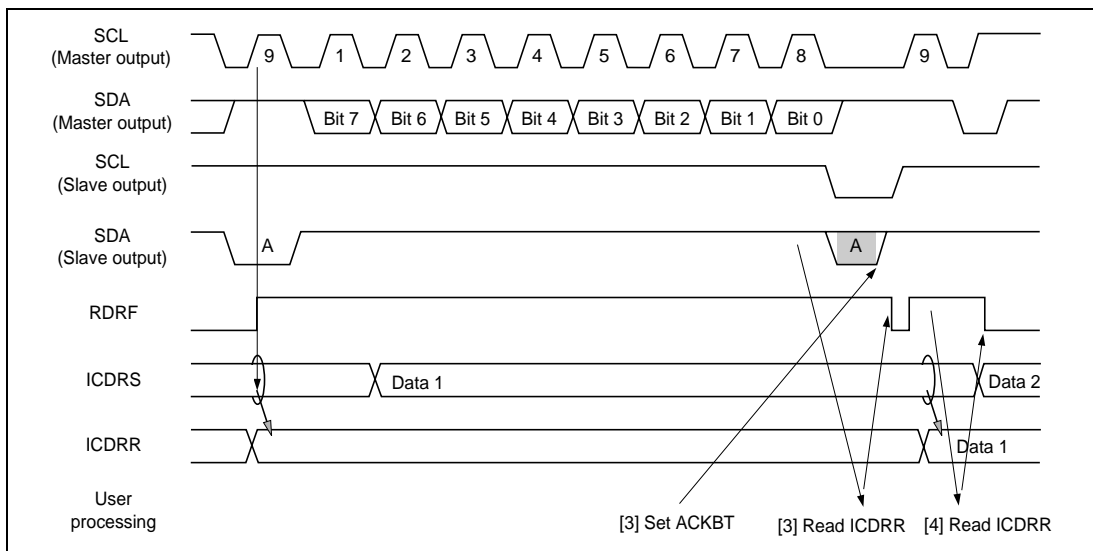 SCL
(Master output)
9
1
2
3
4
5
6
7
8
9
SDA
(Master output)
Bit 7
Bit 6
Bit 5
Bit 4
Bit 3
Bit 2
Bit 1
Bit 0
SCL
(Slave output)
SDA
(Slave output)
A
A
RDRF
ICDRS
Data 1
Data 2
ICDRR
Data 1
User
processing
[3] Set ACKBT
[3] Read ICDRR
[4] Read ICDRR